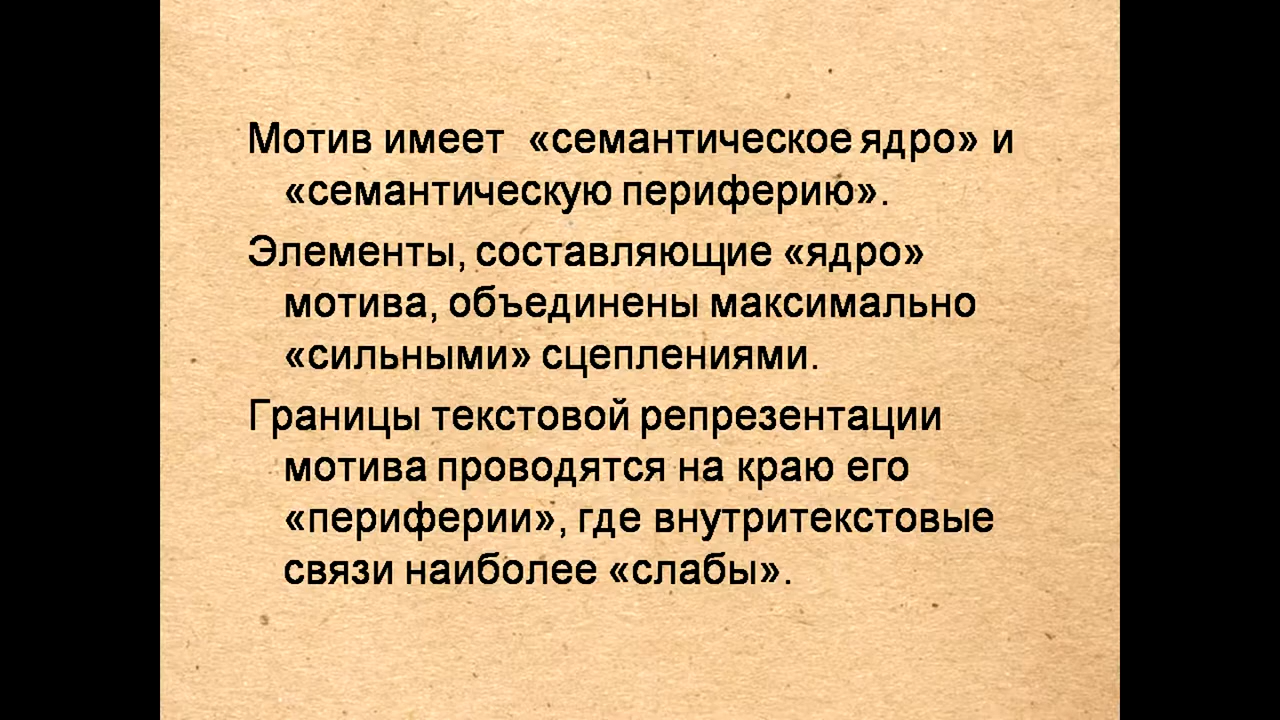 Мотив имеет «семантическое ядро» и
«семантическую периферию».
Элементы, составляющие «ядро»
мотива, объединены максимально
«сильными» сцеплениями.
Границы текстовой репрезентации
мотива проводятся на краю его
«периферии», где внутритекстовые
связи наиболее «слабы».